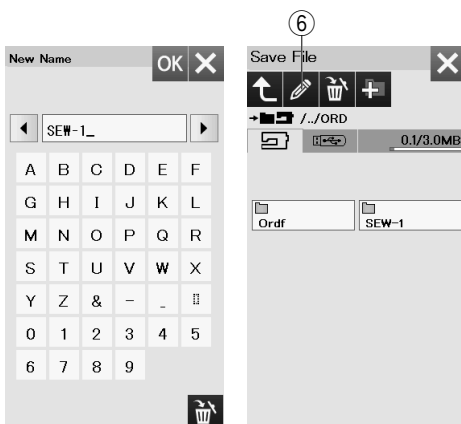 New Name
OK
SEW-1_
A B C D E F
G H I J K L
M N O P Q R
S T U V W X
Y Z & - _
0 1 2 3 4 5
6 7 8 9
6
Save File
/../ORD
0.1/3.0MB
Ordf
SEW-1